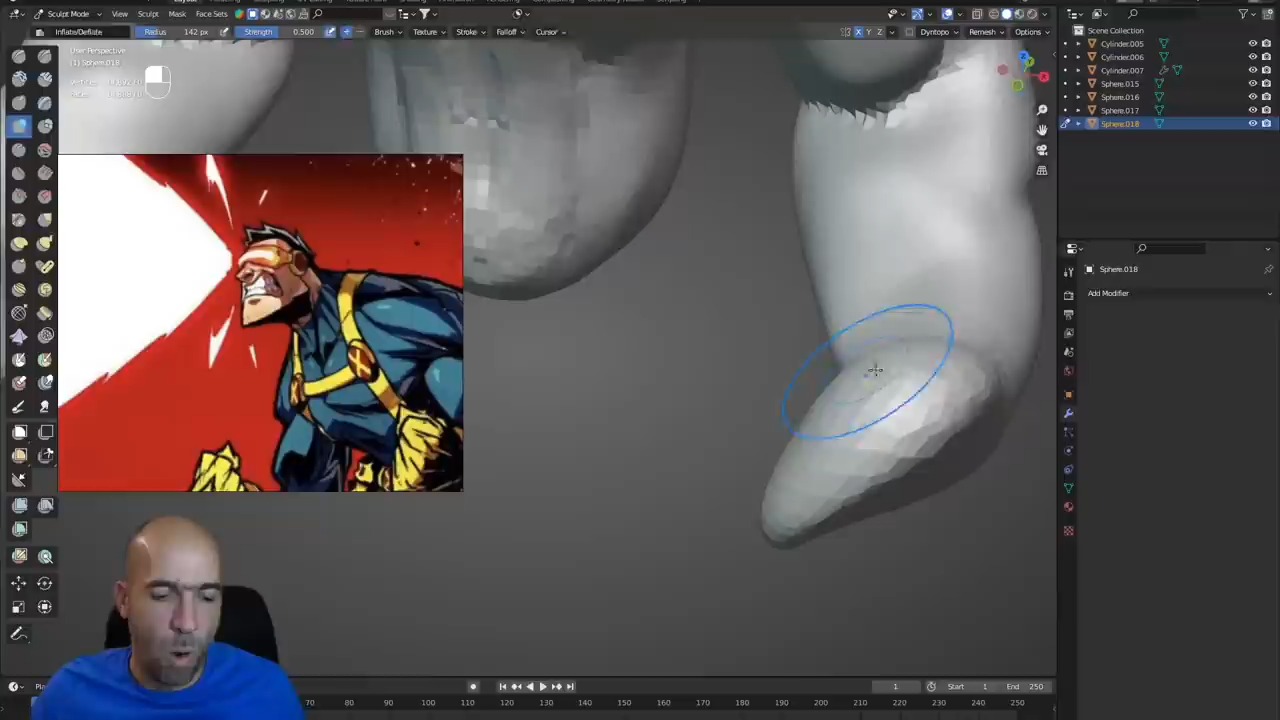 Layout
Sculpt Mode View Sculpt Mask Face Sets
Options
Inflate/Deflate Radius 142 px Strength 0.500 Brush Texture Stroke Falloff Cursor X Y Z Dyntopo Remesh Options
User Perspective
(1) Sphere.018
Scene Collection
Cylinder.005
Cylinder.006
Cylinder.007
Sphere.015
Sphere.016
Sphere.017
Sphere.018
Sphere.018
Add Modifier
1 Start 1 End 250
70 80 90 100 110 120 130 140 150 160 170 180 190 200 210 220 230 240 250